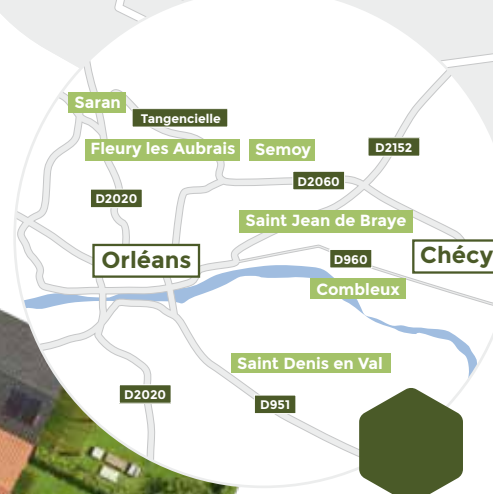 Saran
Tangencielle
Fleury les Aubrais
Semoy
D2152
D2060
D2020
Saint Jean de Braye
Orléans
D960
Chécy
Combleux
Saint Denis en Val
D2020
D951